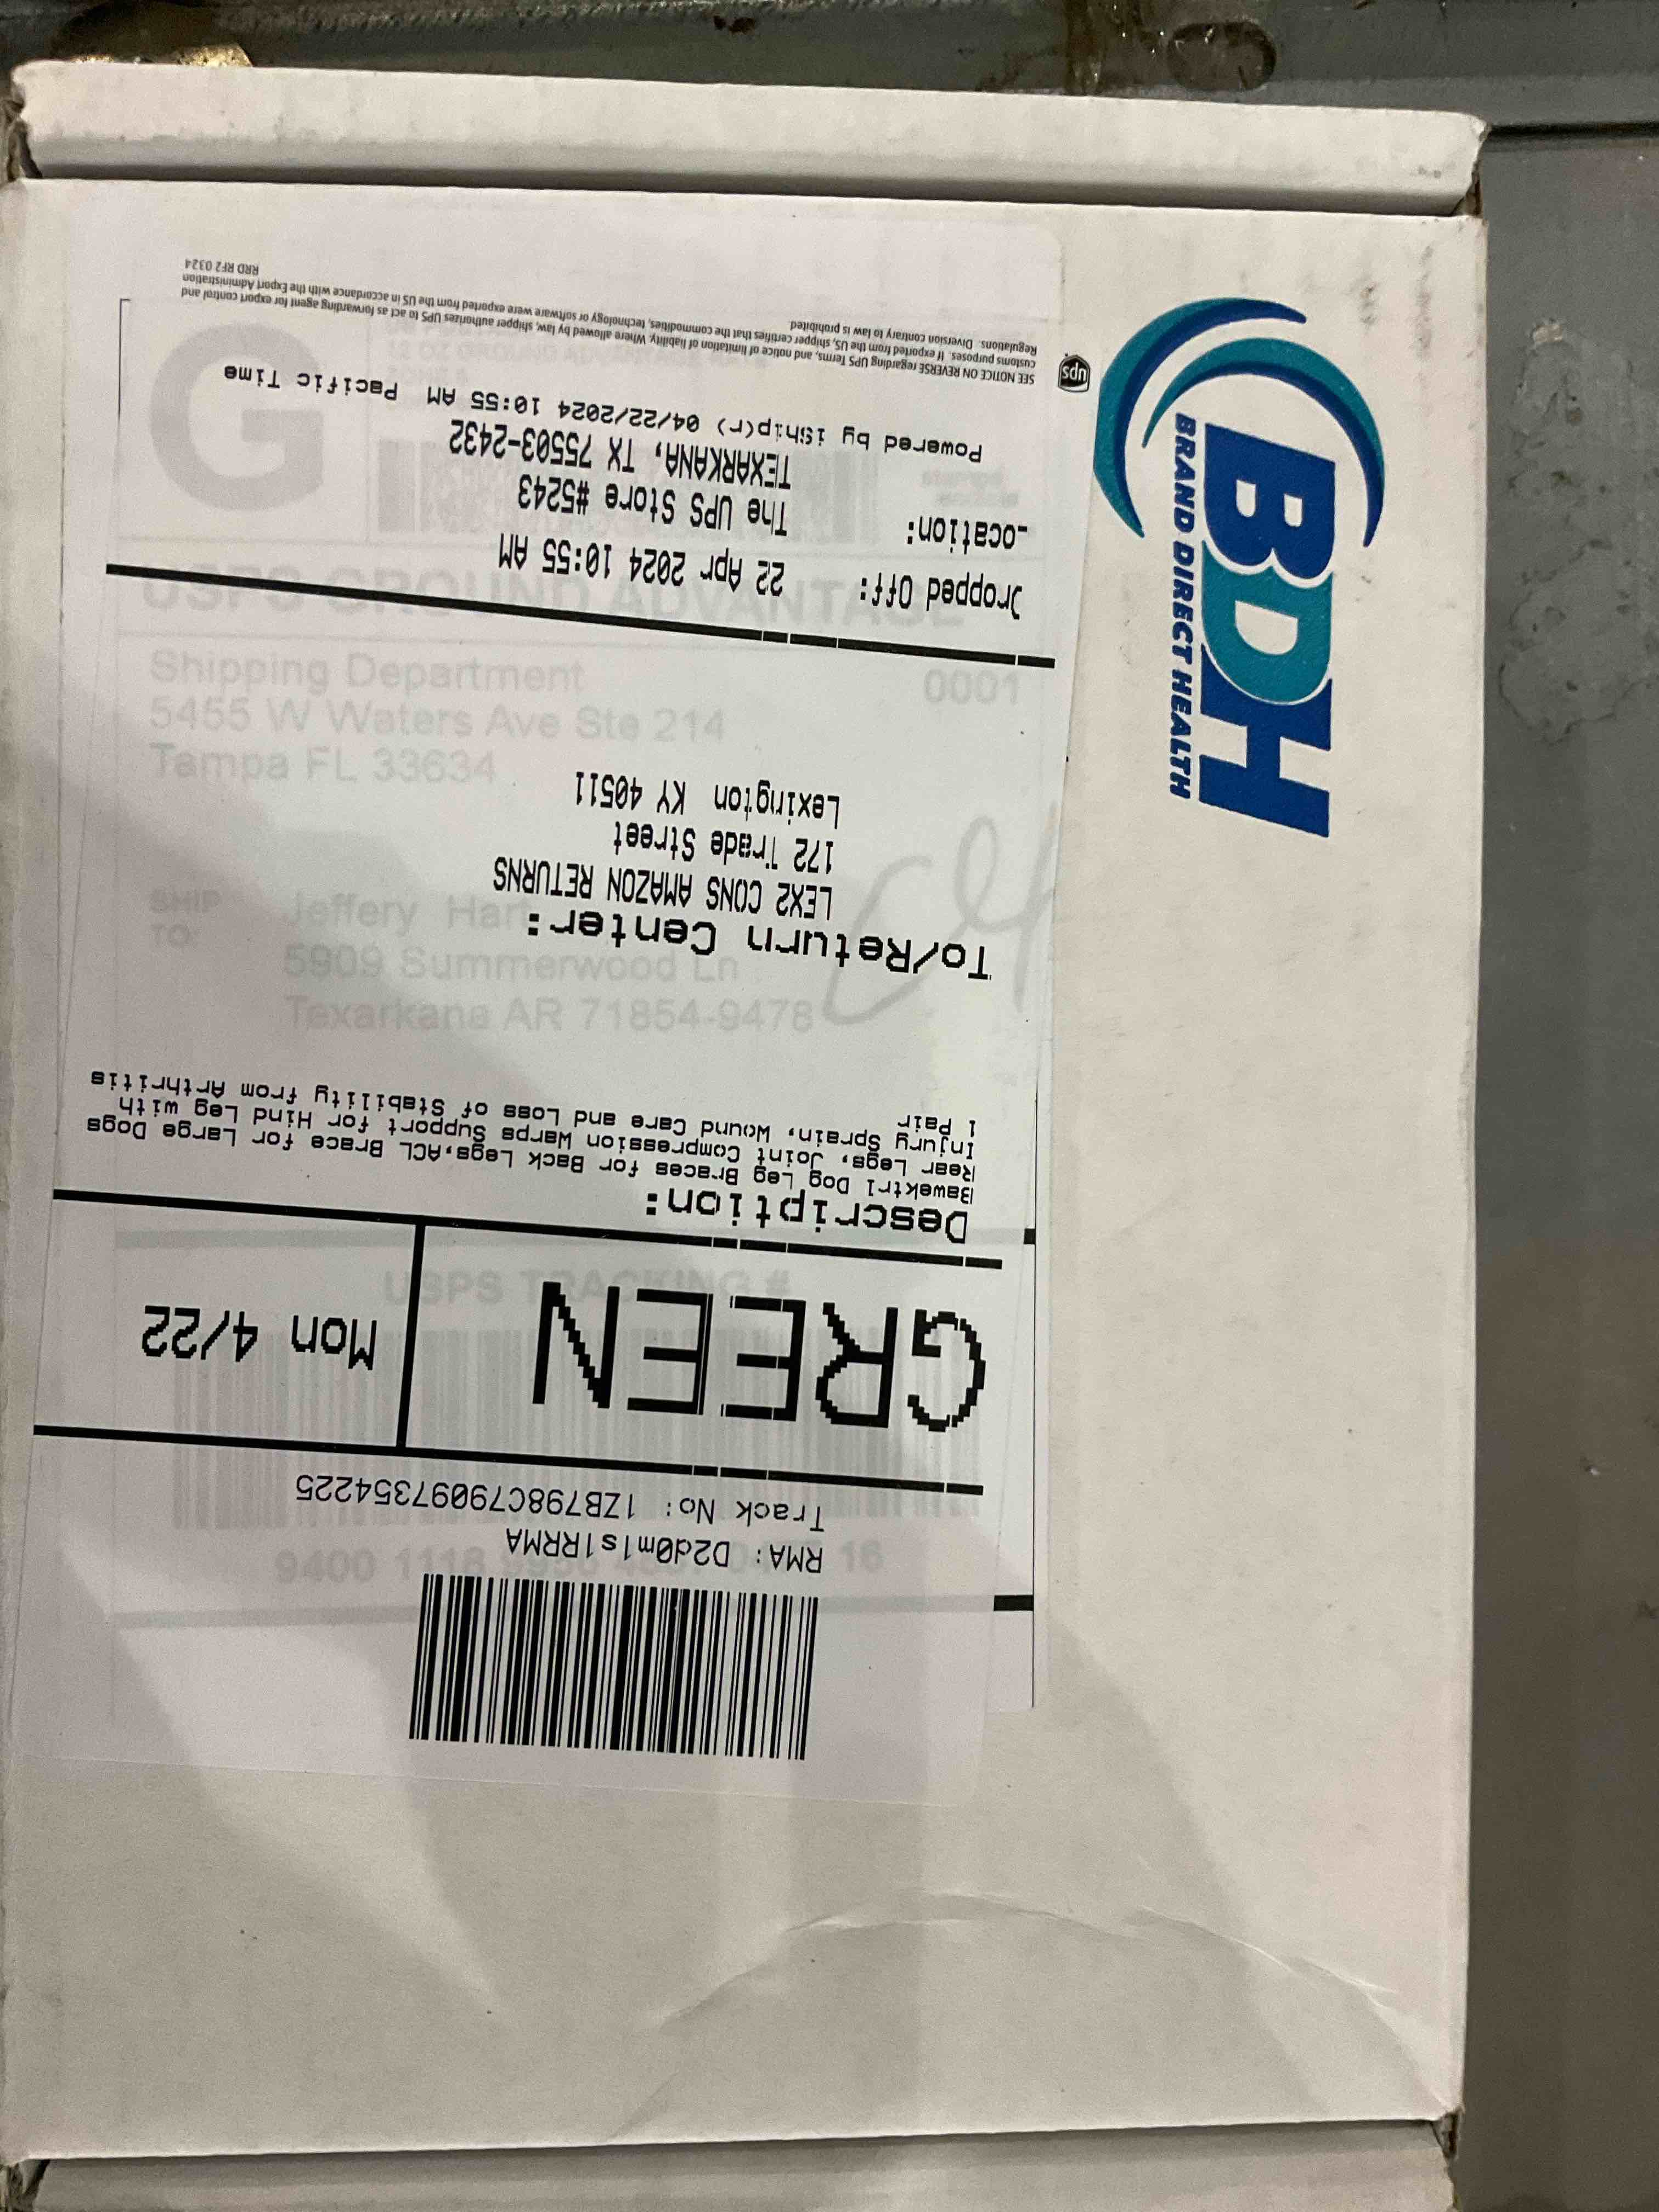 RMA: D2d0m1s1RRMA
Track No: 1ZB798C79097354225
GREEN
Mon 4/22
Description:
Bawektrl Dog Leg Braces for Back Legs,ACL Brace for Large Dogs
Rear Legs, Joint Compression Warps Support for Hind Leg with
Injury Sprain, Wound Care and Loss of Stability from Arthritis
1 Pair
To/Return Center:
LEX2 CONS AMAZON RETURNS
172 Trade Street
Lexington KY 40511
Dropped Off: 22 Apr 2024 10:55 AM
Location: The UPS Store #5243
TEXARKANA, TX 75503-2432
Powered by iShip(r) 04/22/2024 10:55 AM Pacific Time
ups
SEE NOTICE ON REVERSE regarding UPS Terms, and notice of limitation of liability. Where allowed by law, shipper authorizes UPS to act as forwarding agent for export control and
customs purposes. If exported from the US, shipper certifies that the commodities, technology or software were exported from the US in accordance with the Export Administration
Regulations. Diversion contrary to law is prohibited.
RRD RF2 0324
BDH
BRAND DIRECT HEALTH
G
USPS GROUND ADVANTAGE
Shipping Department
5455 W Waters Ave Ste 214
Tampa FL 33634
0001
SHIP
TO:
Jeffery Hart
5909 Summerwood Ln
Texarkana AR 71854-9478
USPS TRACKING #
9400 1118 16